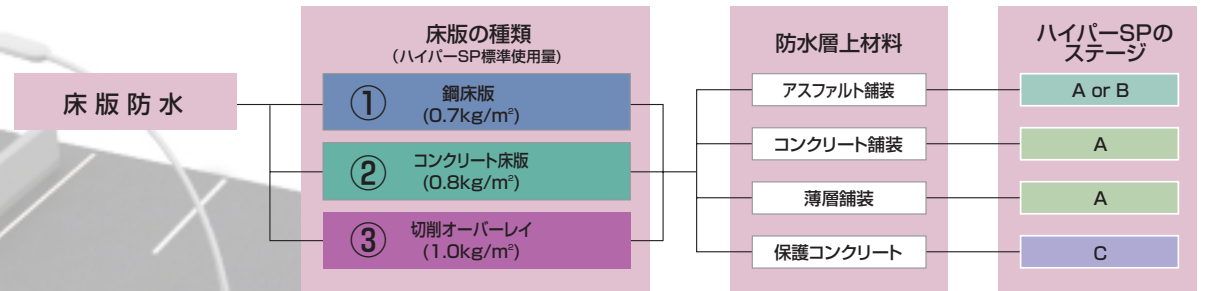 床版防水
床版の種類
(ハイパーSP標準使用量)
① 鋼床版
(0.7kg/m²)
② コンクリート床版
(0.8kg/m²)
③ 切削オーバーレイ
(1.0kg/m²)
防水層上材料
アスファルト舗装
コンクリート舗装
薄層舗装
保護コンクリート
ハイパーSPの
ステージ
A or B
A
A
C